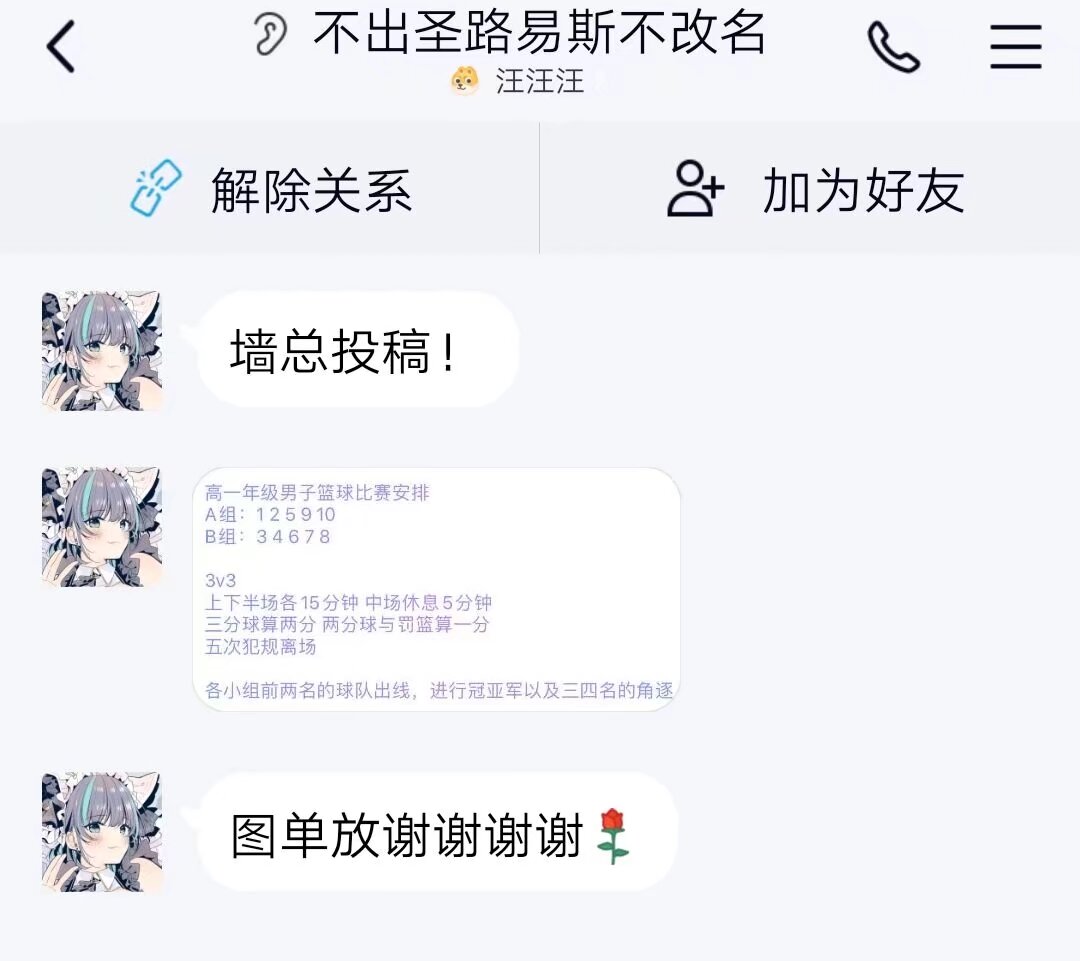 不出圣路易斯不改名
汪汪汪
解除关系
加为好友
墙总投稿！
高一年级男子篮球比赛安排
A组：1 2 5 9 10
B组：3 4 6 7 8
3v3
上下半场各15分钟 中场休息5分钟
三分球算两分 两分球与罚篮算一分
五次犯规离场
各小组前两名的球队出线，进行冠亚军以及三四名的角逐
图单放谢谢谢谢🌹